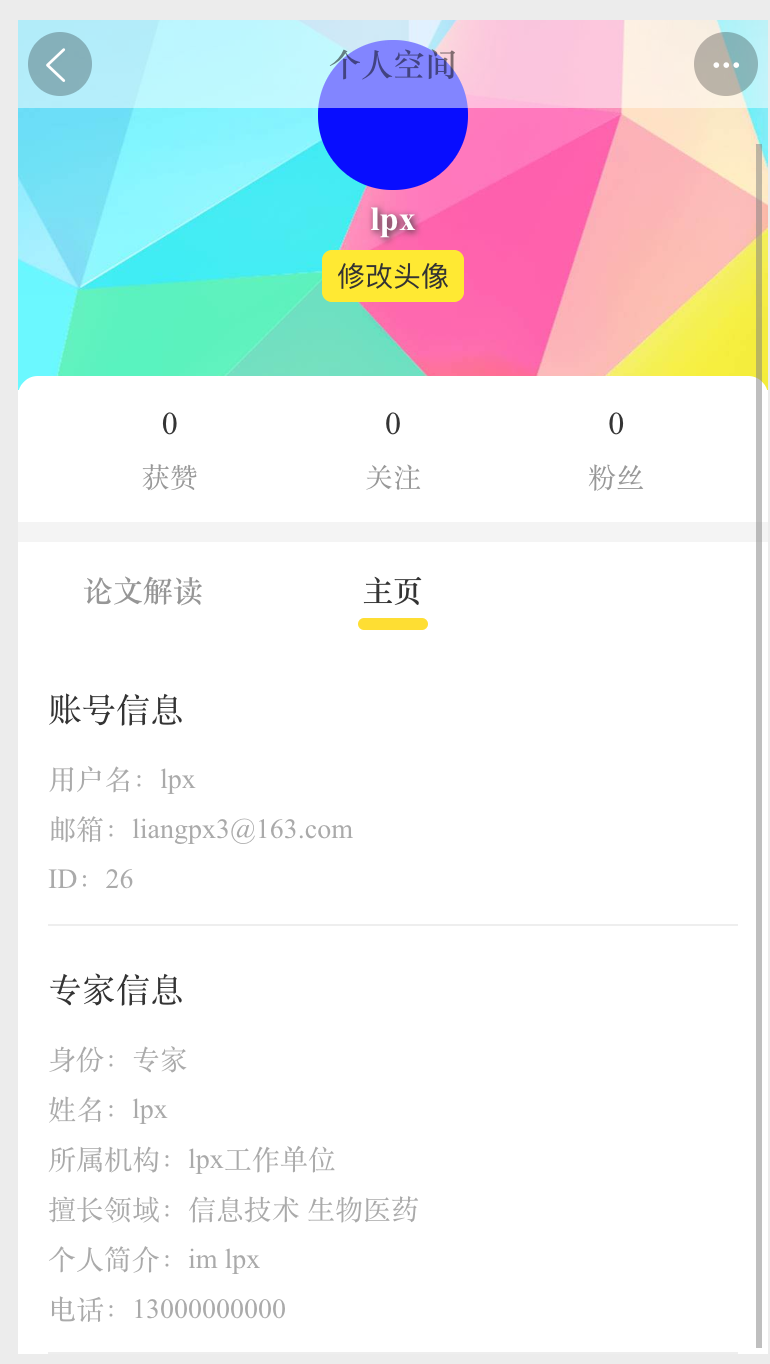 个人空间
lpx
修改头像
0 0 0
获赞 关注 粉丝
论文解读 主页
账号信息
用户名：lpx
邮箱：liangpx3@163.com
ID：26
专家信息
身份：专家
姓名：lpx
所属机构：lpx工作单位
擅长领域：信息技术 生物医药
个人简介：im lpx
电话：13000000000